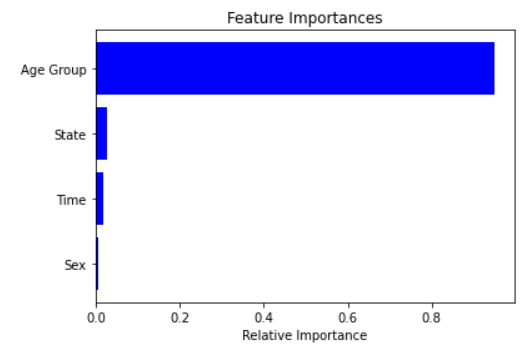 Feature Importances
Age Group
State
Time
Sex
0.0 0.2 0.4 0.6 0.8
Relative Importance